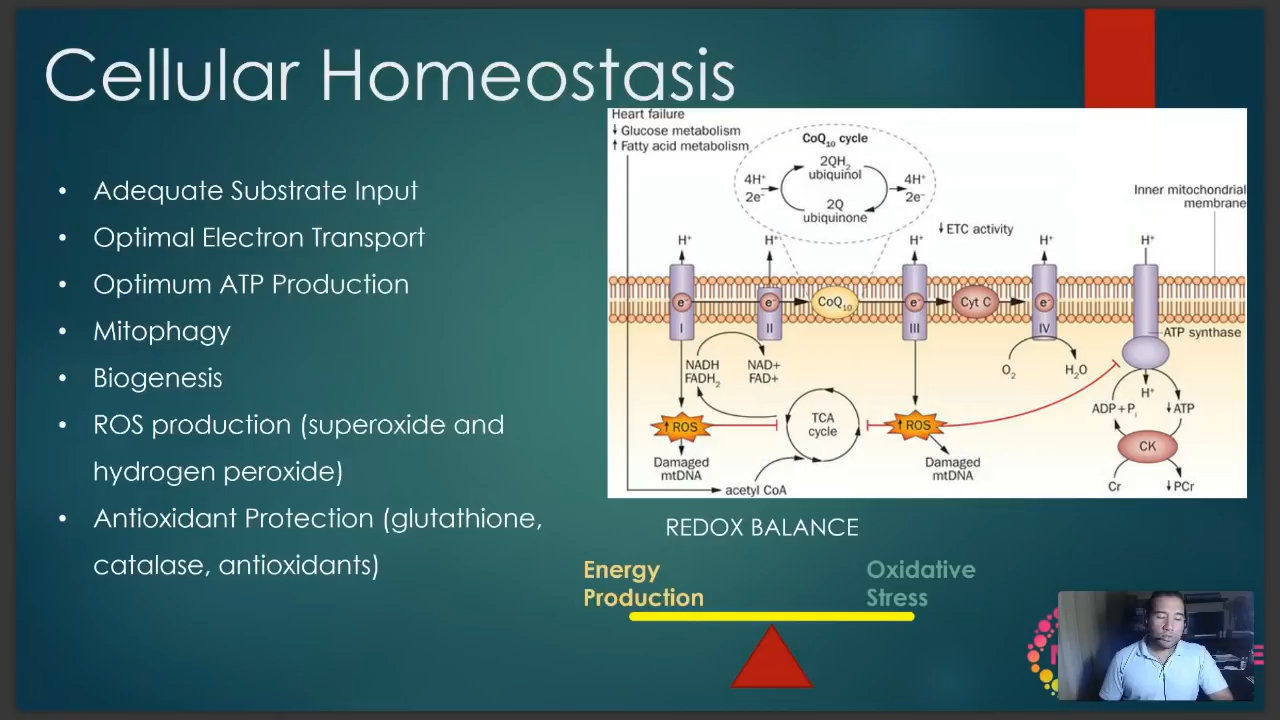 Cellular Homeostasis
• Adequate Substrate Input
• Optimal Electron Transport
• Optimum ATP Production
• Mitophagy
• Biogenesis
• ROS production (superoxide and
hydrogen peroxide)
• Antioxidant Protection (glutathione,
catalase, antioxidants)
Heart failure
↓ Glucose metabolism
↑ Fatty acid metabolism
CoQ₁₀ cycle
2QH₂
ubiquinol
4H⁺
2e⁻
4H⁺
2e⁻
2Q
ubiquinone
Inner mitochondrial
membrane
↓ ETC activity
H⁺
H⁺
H⁺
H⁺
H⁺
e⁻
e⁻
CoQ₁₀
e⁻
Cyt C
e⁻
I
II
III
IV
ATP synthase
NADH
FADH₂
NAD+
FAD+
O₂
H₂O
H⁺
ADP + Pᵢ
↓ ATP
↑ ROS
TCA
cycle
↑ ROS
CK
Damaged
mtDNA
Damaged
mtDNA
acetyl CoA
Cr
↓ PCr
REDOX BALANCE
Energy
Production
Oxidative
Stress